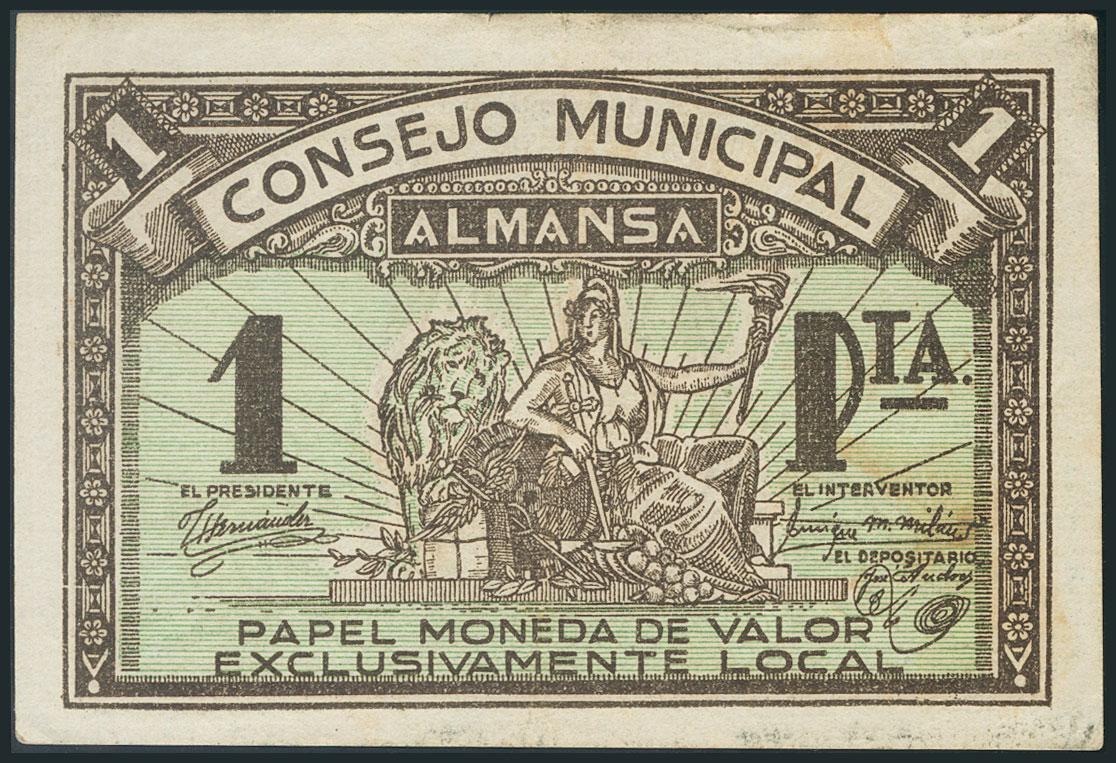 1 1
CONSEJO MUNICIPAL
ALMANSA
1 PTA.
EL PRESIDENTE
EL INTERVENTOR
Hernández
EL DEPOSITARIO
PAPEL MONEDA DE VALOR
EXCLUSIVAMENTE LOCAL